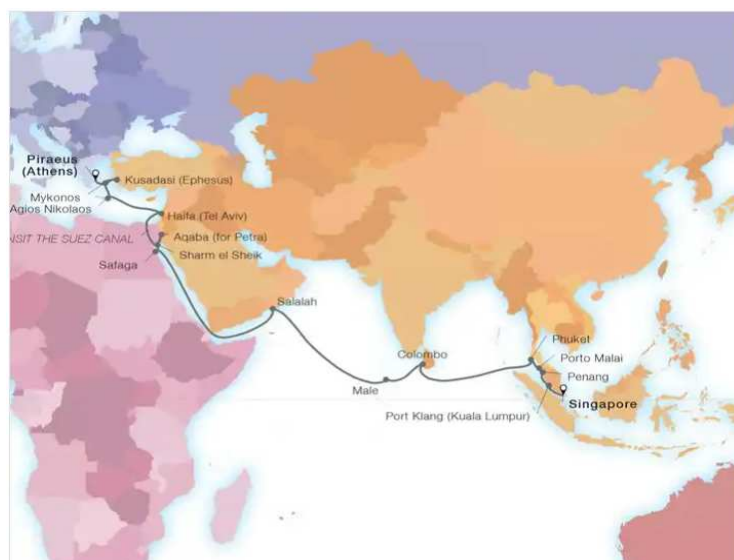 Piraeus
(Athens)
Kusadasi (Ephesus)
Mykonos
Agios Nikolaos
Haifa (Tel Aviv)
NSIT THE SUEZ CANAL
Aqaba (for Petra)
Sharm el Sheik
Safaga
Salalah
Colombo
Male
Phuket
Porto Malai
Penang
Singapore
Port Klang (Kuala Lumpur)